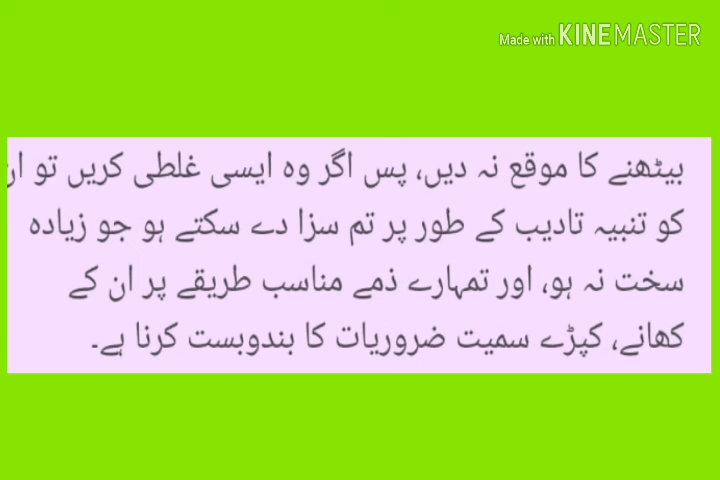 Made with KINEMASTER
بیٹھنے کا موقع نہ دیں، پس اگر وہ ایسی غلطی کریں تو ان
کو تنبیہ تادیب کے طور پر تم سزا دے سکتے ہو جو زیادہ
سخت نہ ہو، اور تمہارے ذمے مناسب طریقے پر ان کے
کھانے، کپڑے سمیت ضروریات کا بندوبست کرنا ہے۔